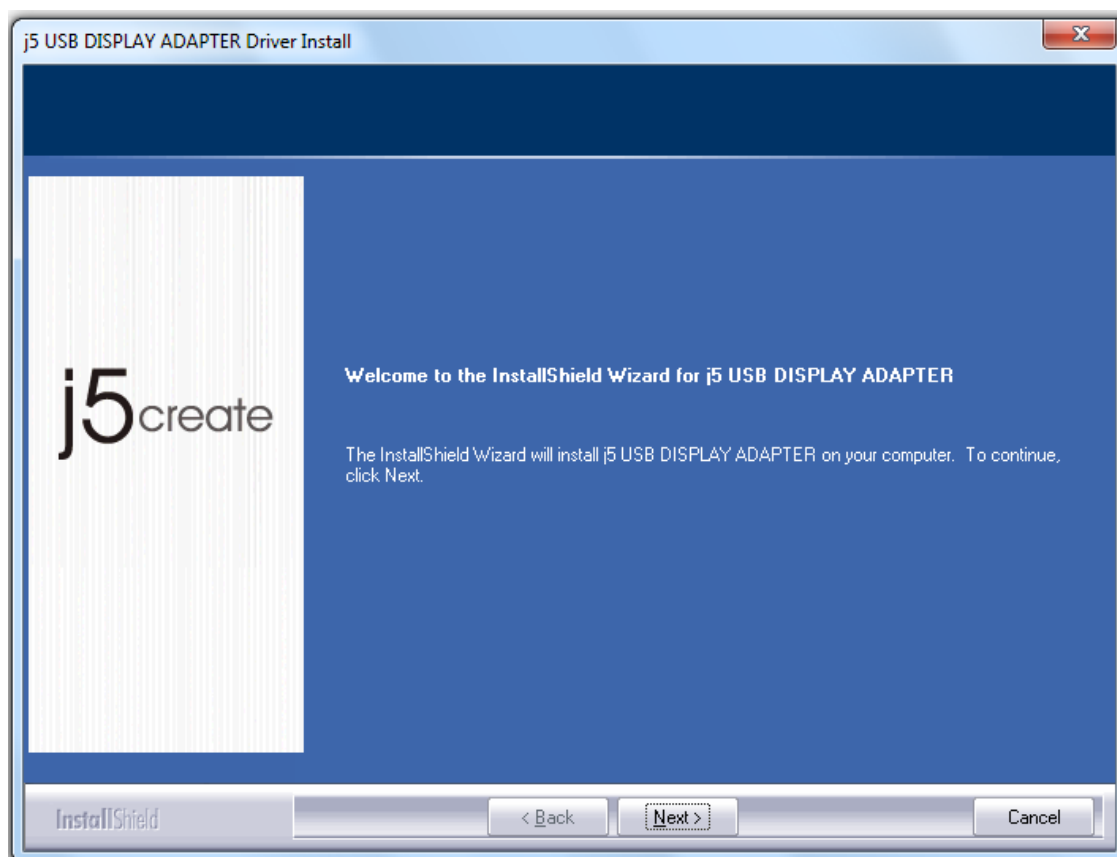 j5 USB DISPLAY ADAPTER Driver Install
x
j5create
Welcome to the InstallShield Wizard for j5 USB DISPLAY ADAPTER
The InstallShield Wizard will install j5 USB DISPLAY ADAPTER on your computer. To continue,
click Next.
InstallShield
< Back
Next >
Cancel